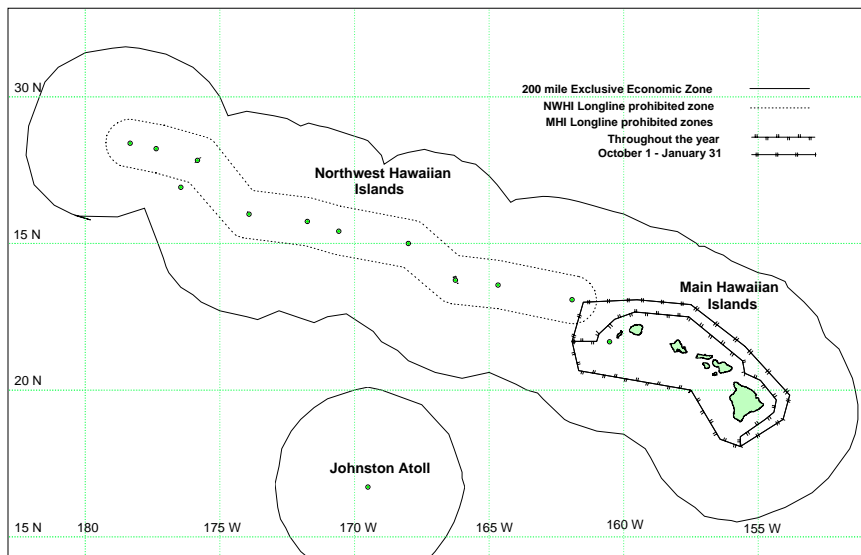 200 mile Exclusive Economic Zone
NWHI Longline prohibited zone
MHI Longline prohibited zones
Throughout the year
October 1 - January 31
30 N
Northwest Hawaiian
Islands
15 N
Main Hawaiian
Islands
20 N
Johnston Atoll
15 N
180
175 W
170 W
165 W
160 W
155 W